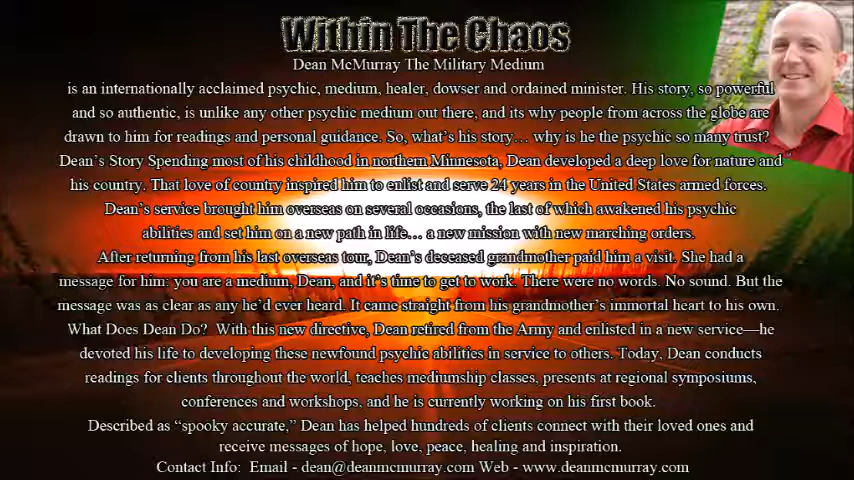 Within The Chaos
Dean McMurray The Military Medium
is an internationally acclaimed psychic, medium, healer, dowser and ordained minister. His story, so powerful
and so authentic, is unlike any other psychic medium out there, and its why people from across the globe are
drawn to him for readings and personal guidance. So, what's his story… why is he the psychic so many trust?
Dean's Story Spending most of his childhood in northern Minnesota, Dean developed a deep love for nature and
his country. That love of country inspired him to enlist and serve 24 years in the United States armed forces.
Dean's service brought him overseas on several occasions, the last of which awakened his psychic
abilities and set him on a new path in life… a new mission with new marching orders.
After returning from his last overseas tour, Dean's deceased grandmother paid him a visit. She had a
message for him: you are a medium, Dean, and it's time to get to work. There were no words. No sound. But the
message was as clear as any he'd ever heard. It came straight from his grandmother's immortal heart to his own.
What Does Dean Do?  With this new directive, Dean retired from the Army and enlisted in a new service—he
devoted his life to developing these newfound psychic abilities in service to others. Today, Dean conducts
readings for clients throughout the world, teaches mediumship classes, presents at regional symposiums,
conferences and workshops, and he is currently working on his first book.
Described as “spooky accurate,” Dean has helped hundreds of clients connect with their loved ones and
receive messages of hope, love, peace, healing and inspiration.
Contact Info:  Email - dean@deanmcmurray.com Web - www.deanmcmurray.com